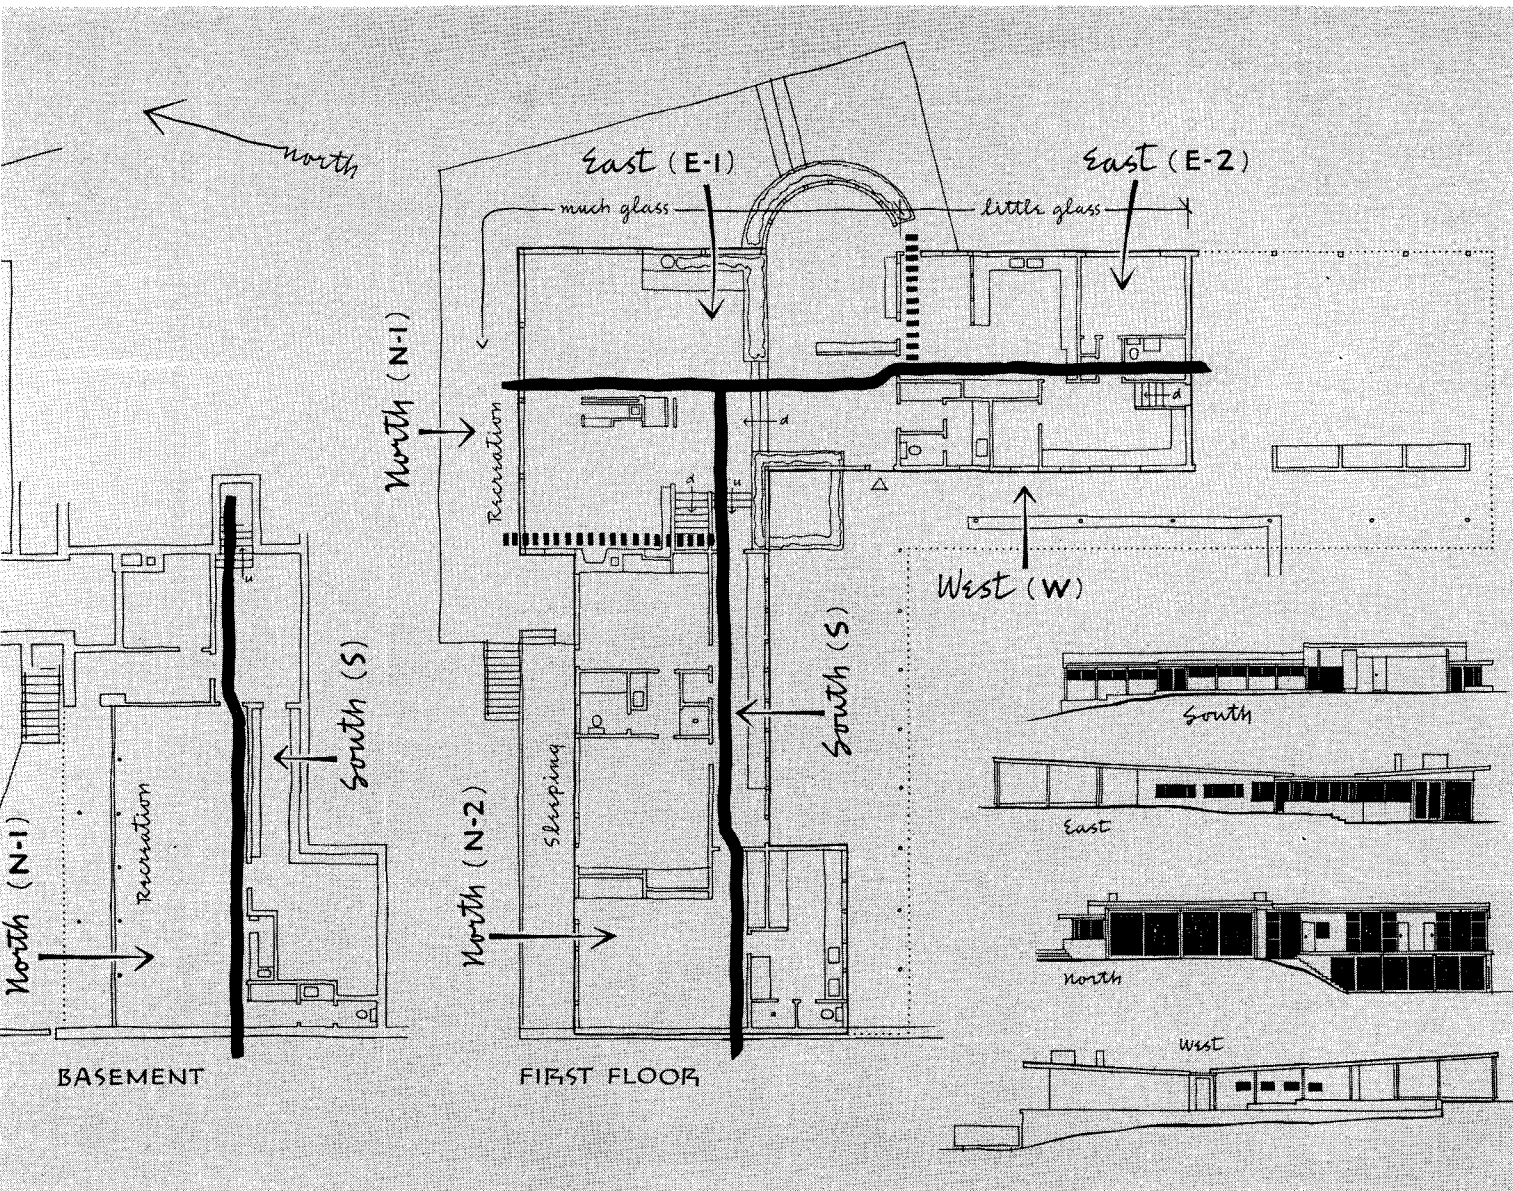 north
East (E-1)
East (E-2)
much glass
little glass
North (N-1)
Recreation
d
d
d
u
West (W)
u
South (S)
South (S)
South
Sleeping
North (N-2)
Recreation
North (N-1)
East
North
West
BASEMENT
FIRST FLOOR